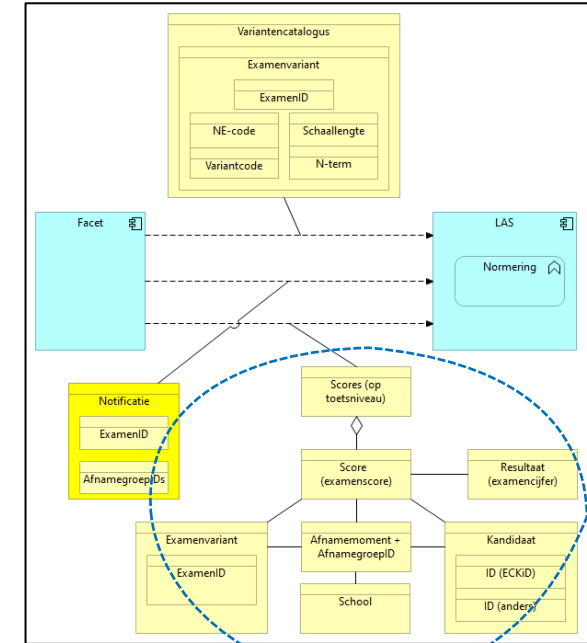 Variantencatalogus
Examenvariant
ExamenID
NE-code
Schaallengte
Variantcode
N-term
Facet
LAS
Normering
Scores (op
toetsniveau)
Notificatie
ExamenID
AfnamegroepIDs
Score
(examenscore)
Resultaat
(examencijfer)
Examenvariant
ExamenID
Afnamemoment +
AfnamegroepID
Kandidaat
ID (ECKiD)
ID (anders)
School